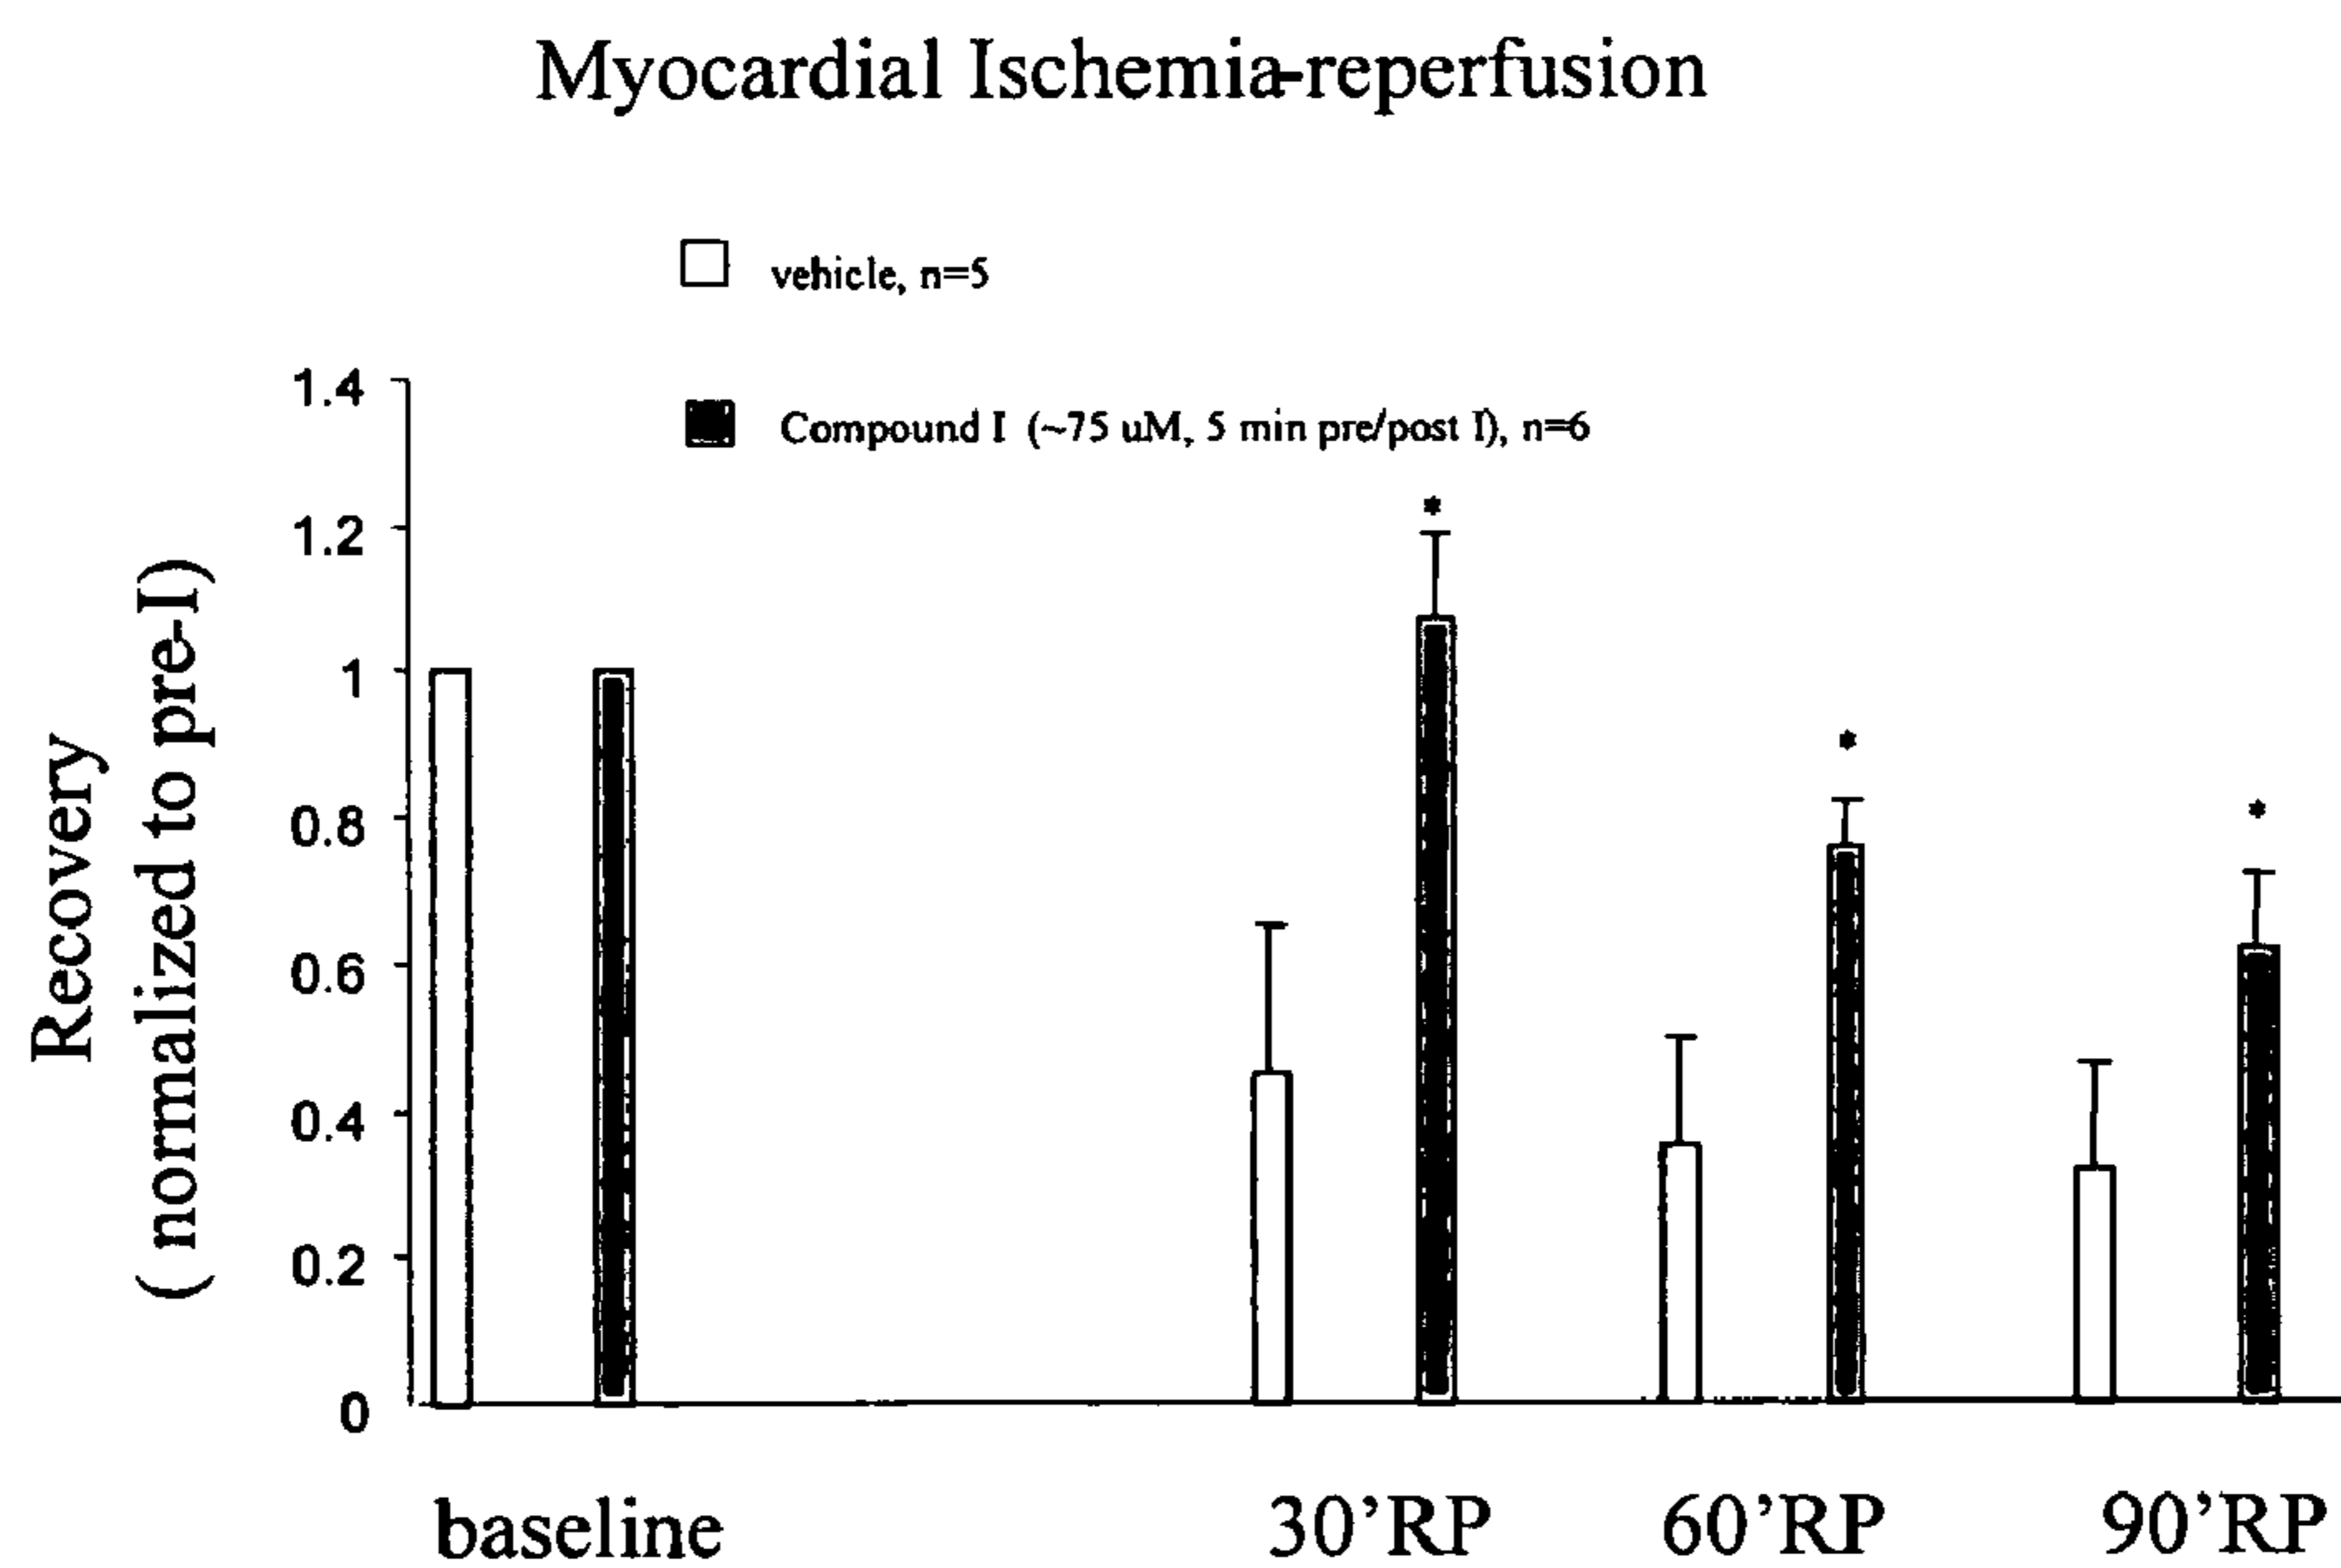 Myocardial Ischemia-reperfusion
vehicle, n=5
Compound I (~75 uM, 5 min pre/post I), n=6
Recovery
( normalized to pre-I)
1.4
1.2
1
0.8
0.6
0.4
0.2
0
*
*
*
baseline 30'RP 60'RP 90'RP